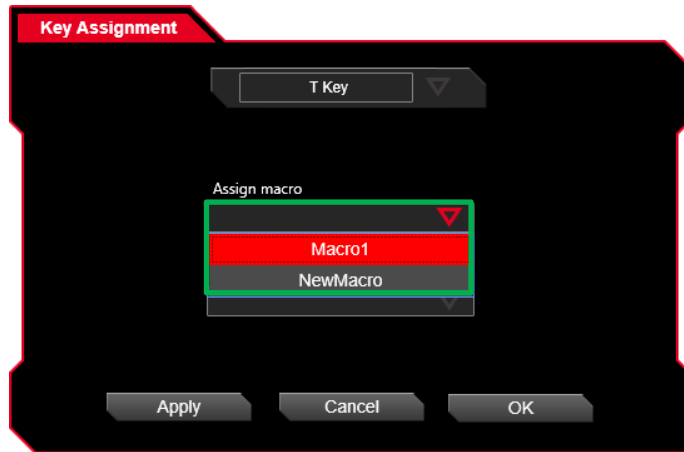 Key Assignment
T Key
Assign macro
Macro1
NewMacro
Apply Cancel OK